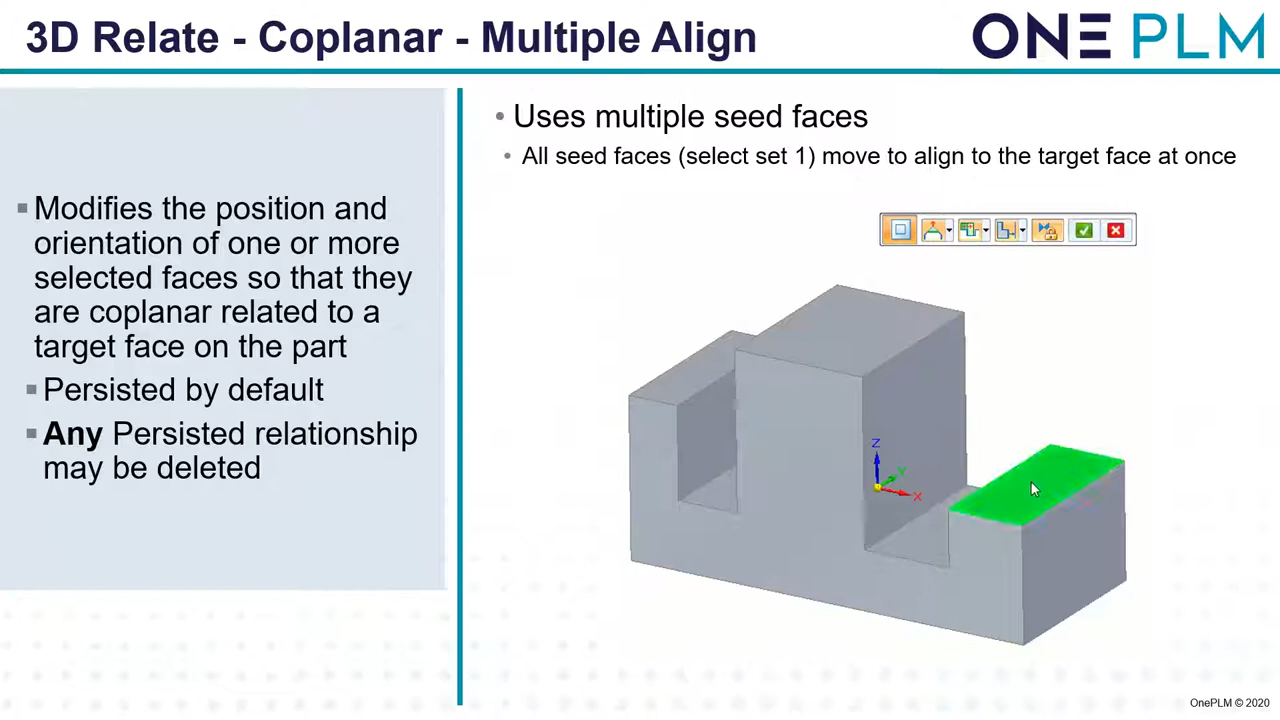 3D Relate - Coplanar - Multiple Align
ONE PLM
Modifies the position and
orientation of one or more
selected faces so that they
are coplanar related to a
target face on the part
Persisted by default
Any Persisted relationship
may be deleted
• Uses multiple seed faces
• All seed faces (select set 1) move to align to the target face at once
Z
Y
X
OnePLM © 2020